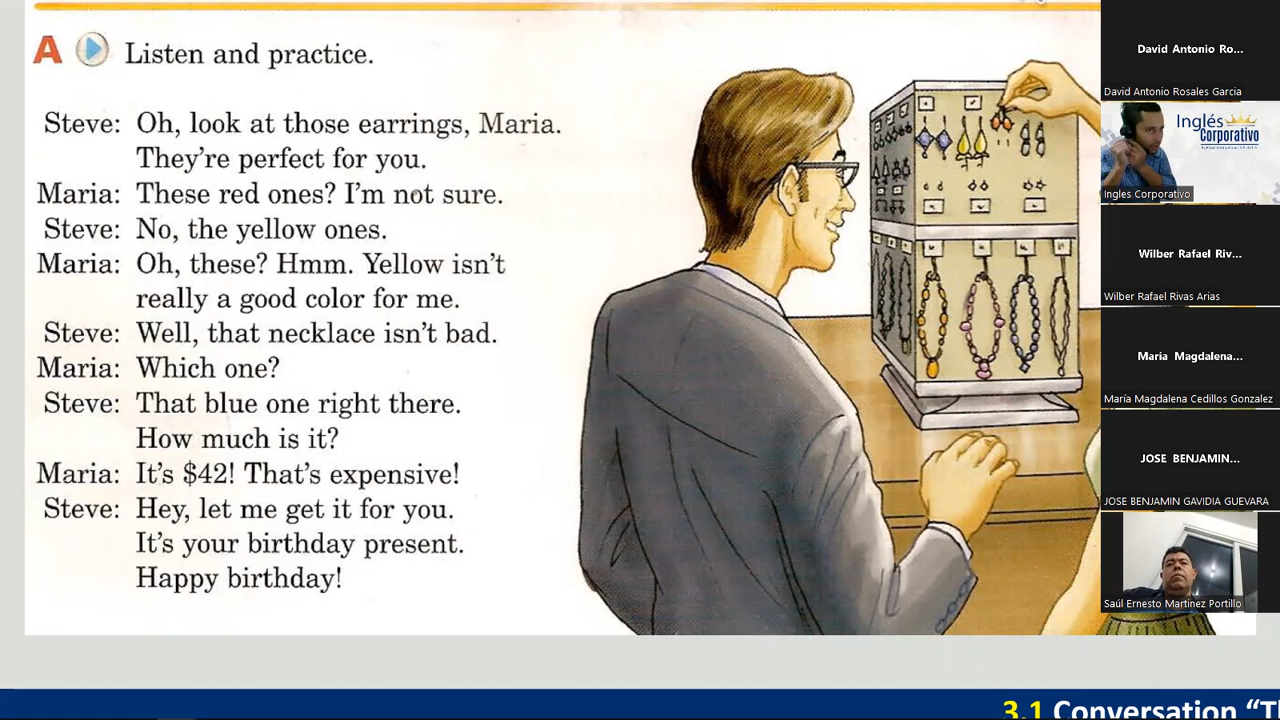 A Listen and practice.
Steve: Oh, look at those earrings, Maria.
They're perfect for you.
Maria: These red ones? I'm not sure.
Steve: No, the yellow ones.
Maria: Oh, these? Hmm. Yellow isn't
really a good color for me.
Steve: Well, that necklace isn't bad.
Maria: Which one?
Steve: That blue one right there.
How much is it?
Maria: It's $42! That's expensive!
Steve: Hey, let me get it for you.
It's your birthday present.
Happy birthday!
David Antonio Ro...
David Antonio Rosales Garcia
Inglés
Corporativo
Ingles Corporativo
Wilber Rafael Riv...
Wilber Rafael Rivas Arias
María Magdalena...
María Magdalena Cedillos Gonzalez
JOSE BENJAMIN...
JOSE BENJAMIN GAVIDIA GUEVARA
Saúl Ernesto Martinez Portillo
3.1 Conversation